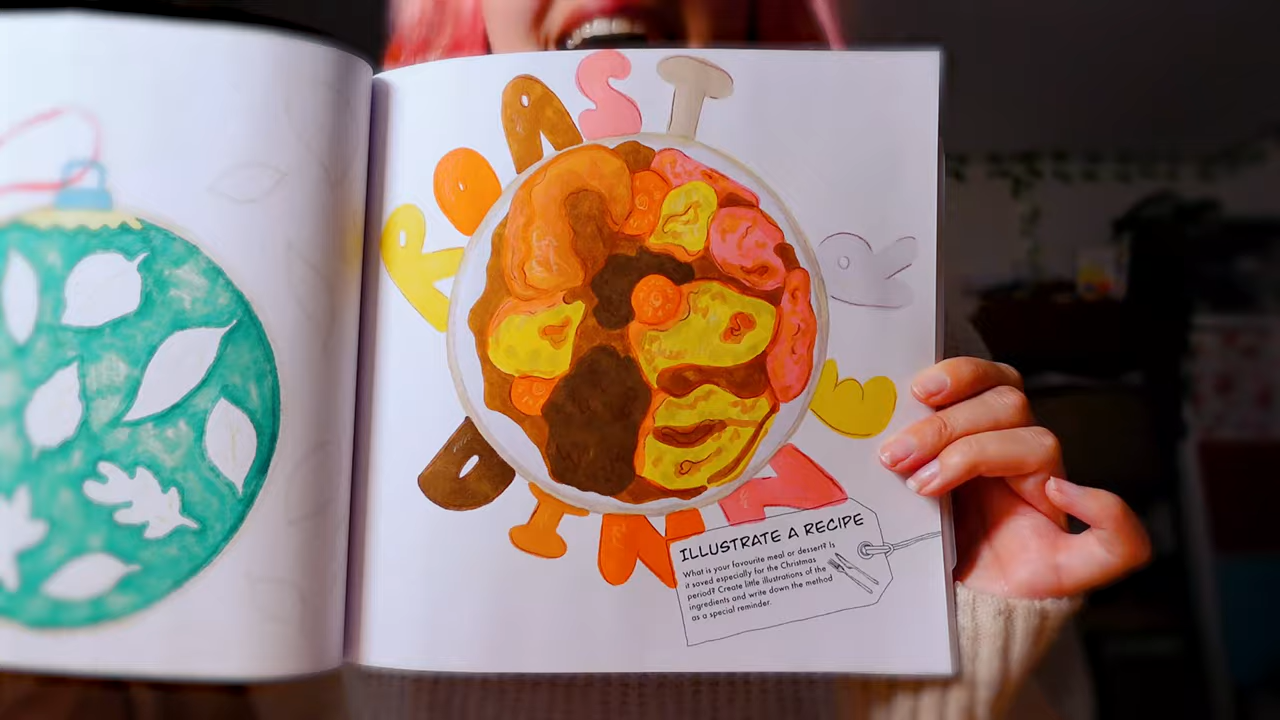 ROAST
DINNER
ILLUSTRATE A RECIPE
What is your favourite meal or dessert? Is
it saved especially for the Christmas
period? Create little illustrations of the
ingredients and write down the method
as a special reminder.